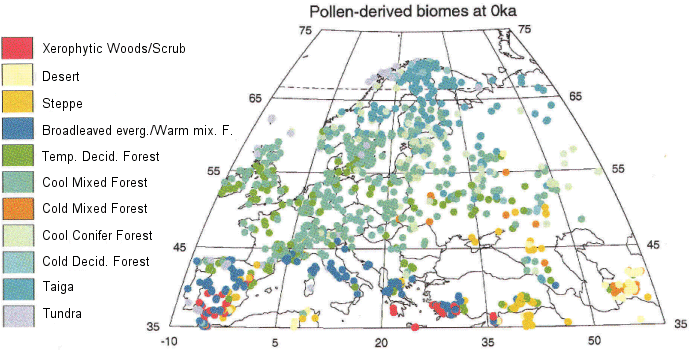 Pollen-derived biomes at 0ka
75
75
Xerophytic Woods/Scrub
Desert
Steppe
65
65
Broadleaved everg./Warm mix. F.
Temp. Decid. Forest
55
55
Cool Mixed Forest
Cold Mixed Forest
Cool Conifer Forest
45
45
Cold Decid. Forest
Taiga
Tundra
35
35
-10
5
20
25
35
50
60